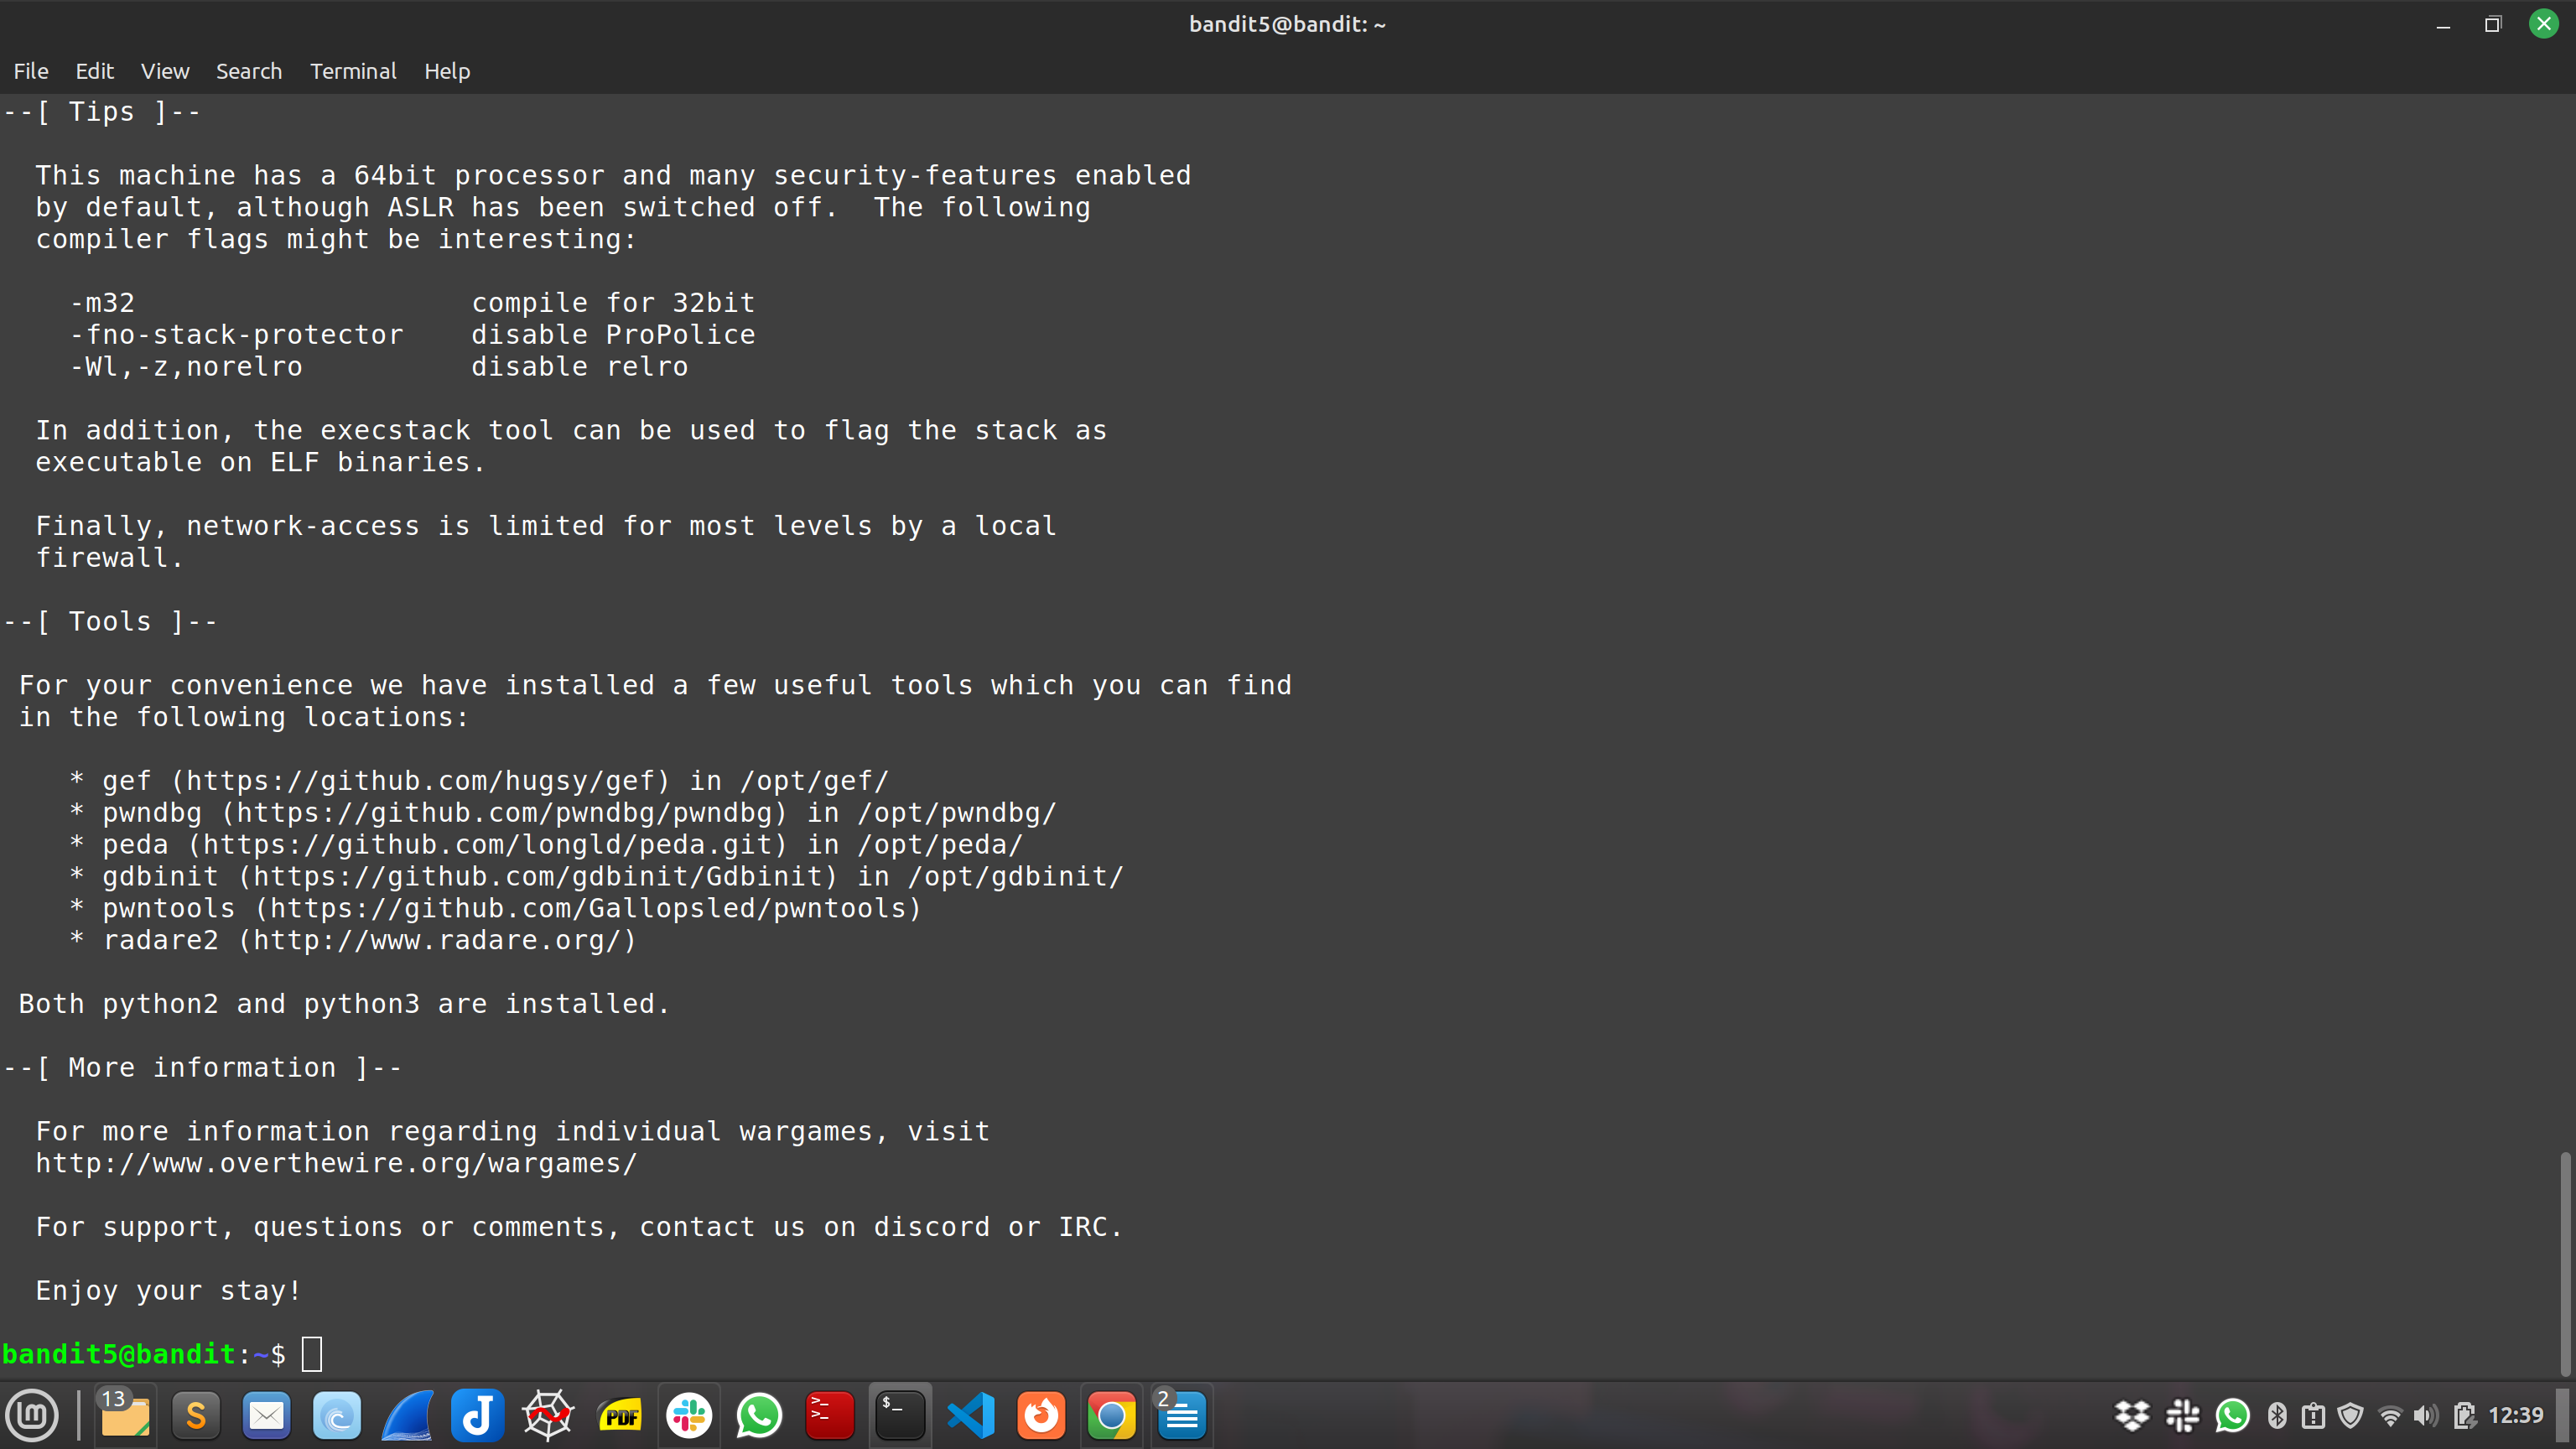 bandit5@bandit: ~
File Edit View Search Terminal Help
--[ Tips ]--
This machine has a 64bit processor and many security-features enabled
by default, although ASLR has been switched off.  The following
compiler flags might be interesting:
-m32                    compile for 32bit
-fno-stack-protector    disable ProPolice
-Wl,-z,norelro          disable relro
In addition, the execstack tool can be used to flag the stack as
executable on ELF binaries.
Finally, network-access is limited for most levels by a local
firewall.
--[ Tools ]--
For your convenience we have installed a few useful tools which you can find
in the following locations:
* gef (https://github.com/hugsy/gef) in /opt/gef/
* pwndbg (https://github.com/pwndbg/pwndbg) in /opt/pwndbg/
* peda (https://github.com/longld/peda.git) in /opt/peda/
* gdbinit (https://github.com/gdbinit/Gdbinit) in /opt/gdbinit/
* pwntools (https://github.com/Gallopsled/pwntools)
* radare2 (http://www.radare.org/)
Both python2 and python3 are installed.
--[ More information ]--
For more information regarding individual wargames, visit
http://www.overthewire.org/wargames/
For support, questions or comments, contact us on discord or IRC.
Enjoy your stay!
bandit5@bandit:~$
13 S PDF >_ >_ $_ 2 12:39